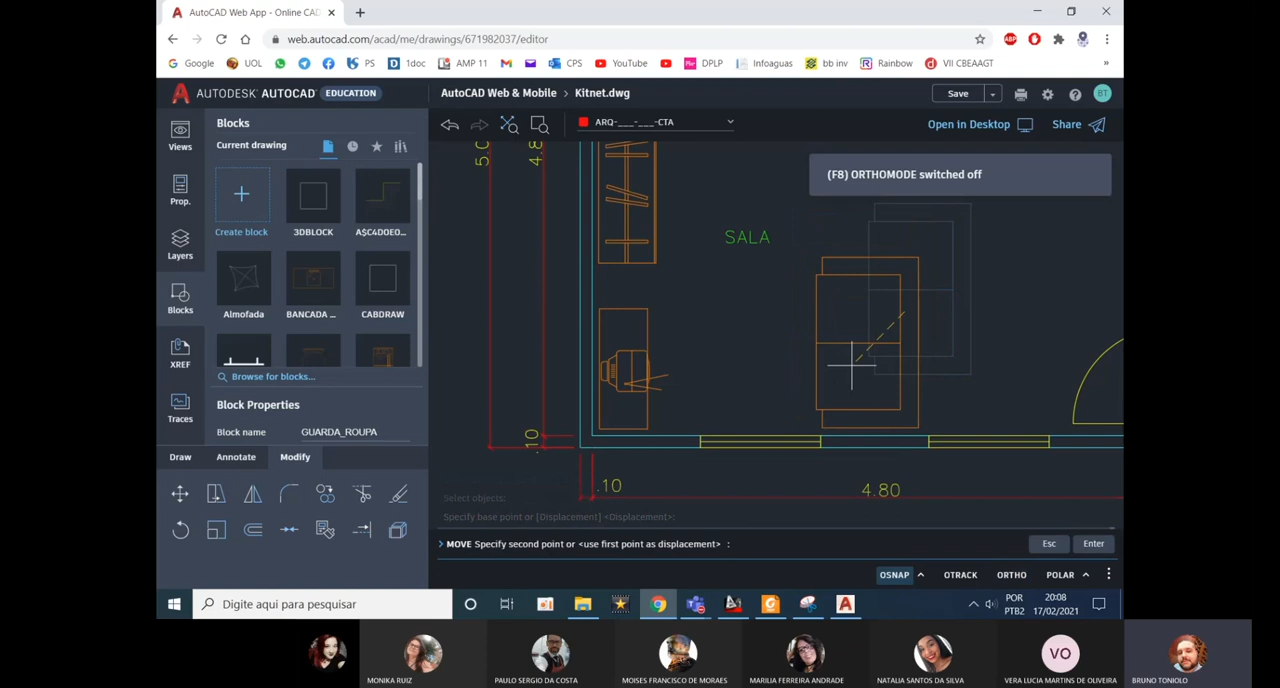 AutoCAD Web App - Online CAD
web.autocad.com/acad/me/drawings/671982037/editor
Google UOL PS 1doc AMP 11 CPS YouTube DPLP Infoaguas bb inv Rainbow VII CBEAAGT »
AUTODESK® AUTOCAD® EDUCATION
AutoCAD Web & Mobile > Kitnet.dwg
Save
BT
Blocks
Current drawing
ARQ-___-___-CTA
Open in Desktop
Share
(F8) ORTHOMODE switched off
Views
Prop.
Layers
Blocks
XREF
Traces
Create block
3DBLOCK
A$C4D0E0...
Almofada
BANCADA ...
CABDRAW
Browse for blocks...
Block Properties
Block name GUARDA_ROUPA
Draw Annotate Modify
SALA
.10
.10
4.80
Select objects:
Specify base point or [Displacement] <Displacement>:
MOVE Specify second point or <use first point as displacement> :
Esc
Enter
OSNAP OTRACK ORTHO POLAR
Digite aqui para pesquisar
POR
PTB2
20:08
17/02/2021
MONIKA RUIZ
PAULO SERGIO DA COSTA
MOISES FRANCISCO DE MORAES
MARILIA FERREIRA ANDRADE
NATALIA SANTOS DA SILVA
VO
VERA LUCIA MARTINS DE OLIVEIRA
BRUNO TONIOLO